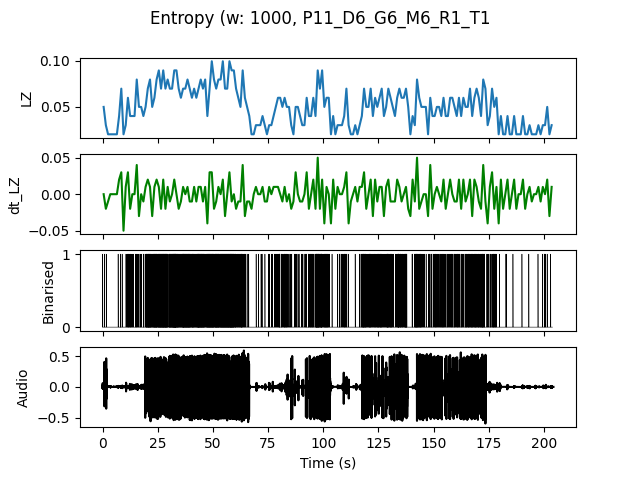 Entropy (w: 1000, P11_D6_G6_M6_R1_T1
0.10
0.05
LZ
0.05
0.00
−0.05
dt_LZ
1
0
Binarised
0.5
0.0
−0.5
Audio
0 25 50 75 100 125 150 175 200
Time (s)